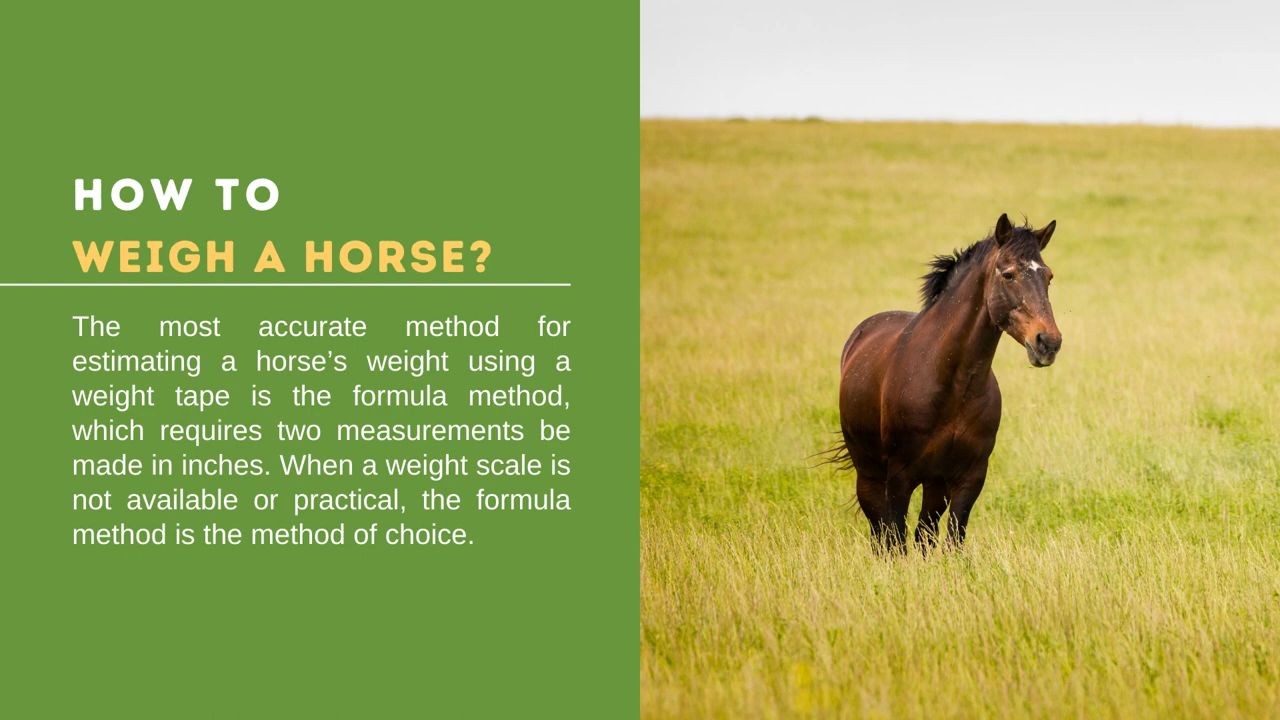 HOW TO
WEIGH A HORSE?
The most accurate method for
estimating a horse’s weight using a
weight tape is the formula method,
which requires two measurements be
made in inches. When a weight scale is
not available or practical, the formula
method is the method of choice.